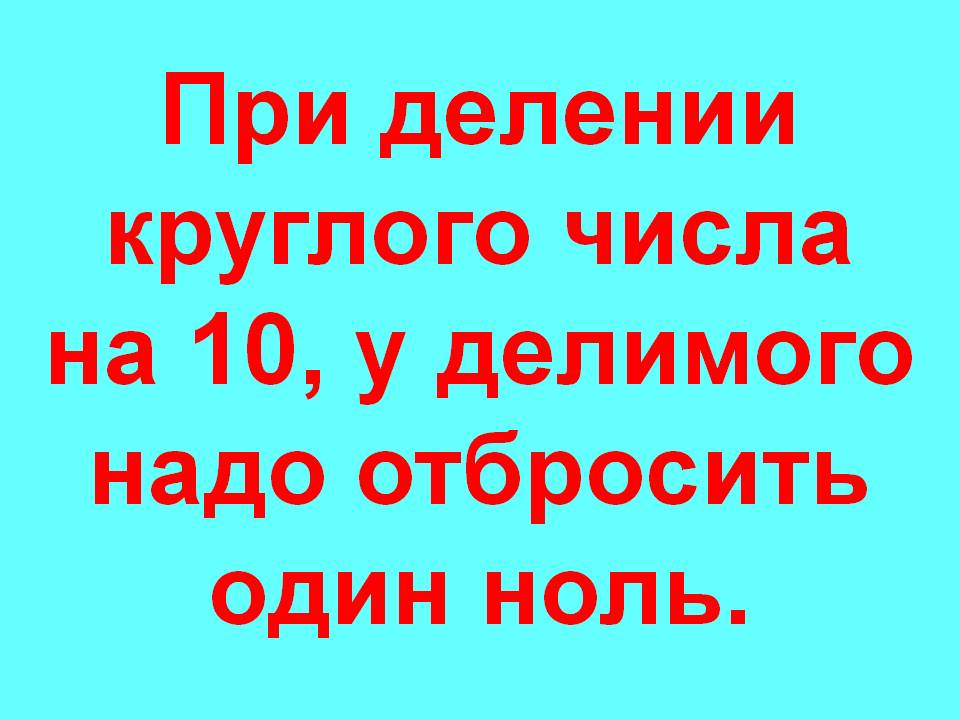 При делении
круглого числа
на 10, у делимого
надо отбросить
один ноль.